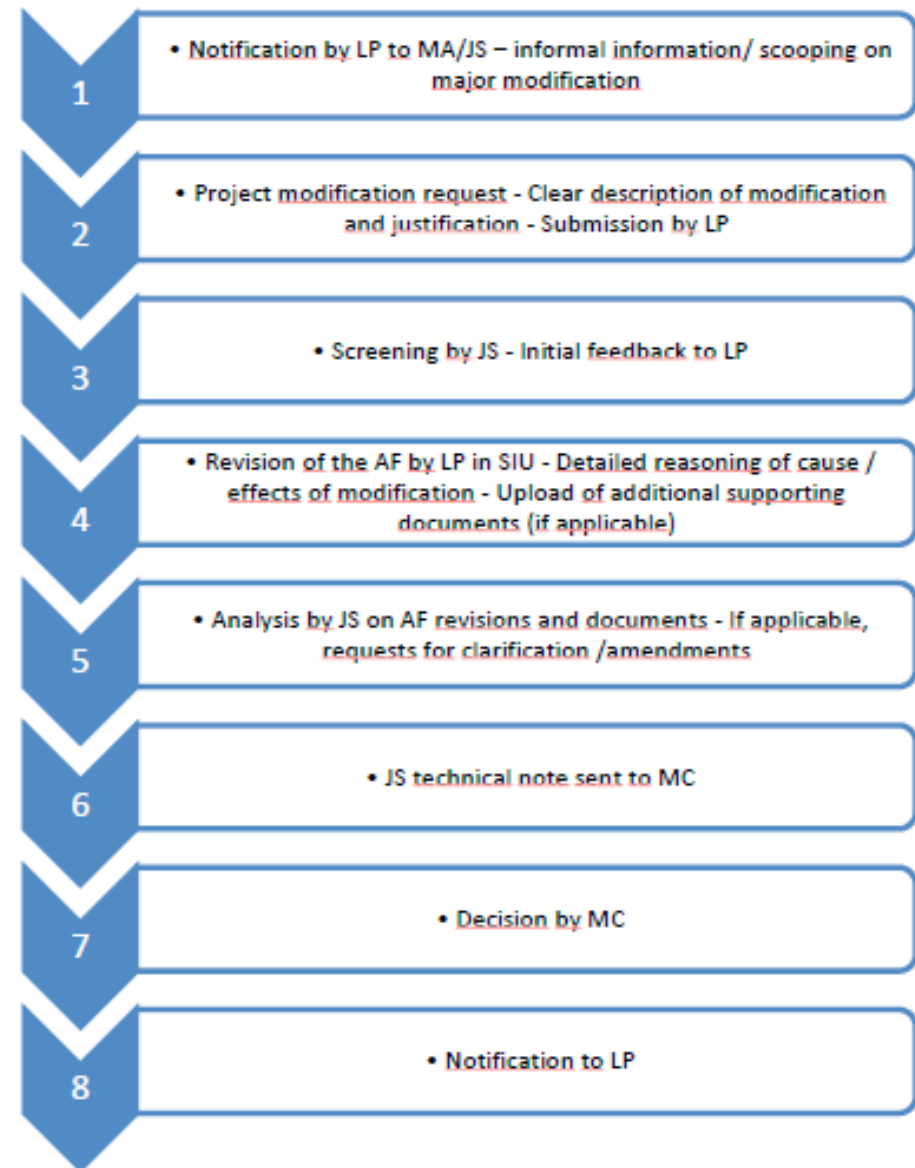 1
• Notification by LP to MA/JS – informal information/ scooping on
major modification
2
• Project modification request - Clear description of modification
and justification - Submission by LP
3
• Screening by JS - Initial feedback to LP
4
• Revision of the AF by LP in SIU - Detailed reasoning of cause /
effects of modification - Upload of additional supporting
documents (if applicable)
5
• Analysis by JS on AF revisions and documents - If applicable,
requests for clarification /amendments
6
• JS technical note sent to MC
7
• Decision by MC
8
• Notification to LP